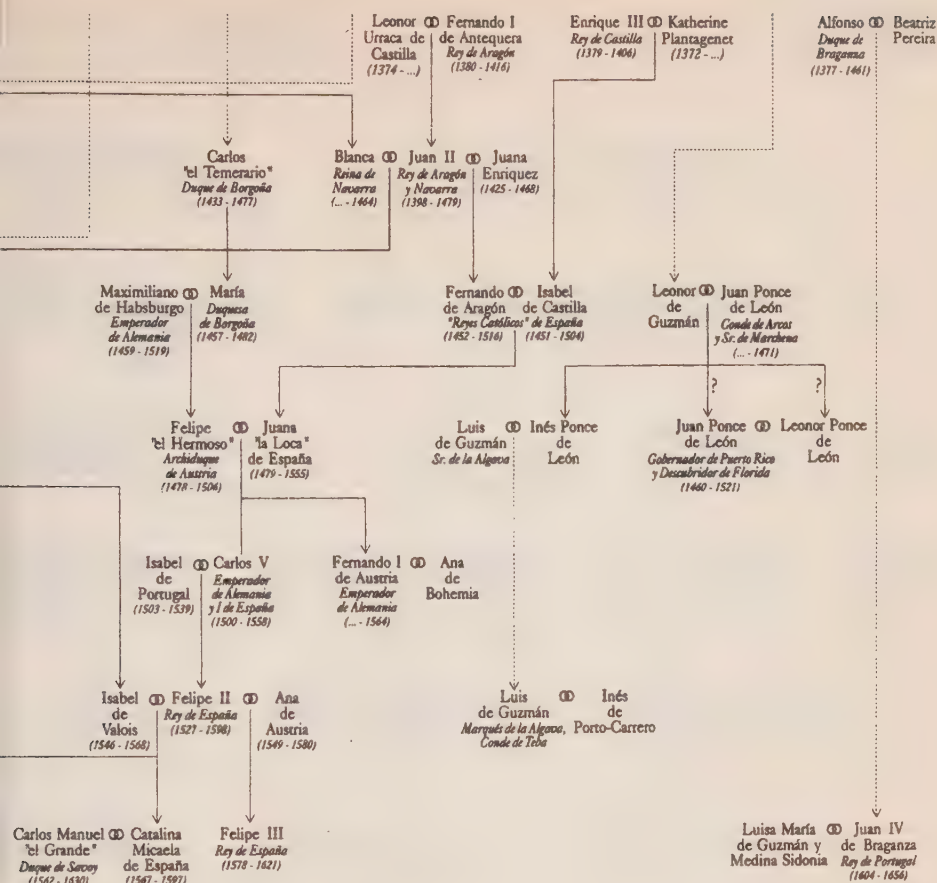 Leonor ⚭ Fernando I
Urraca de de Antequera
Castilla Rey de Aragón
(1374 - ...) (1380 - 1416)
Enrique III ⚭ Katherine
Rey de Castilla Plantagenet
(1379 - 1406) (1372 - ...)
Alfonso ⚭ Beatriz
Duque de Pereira
Braganza
(1377 - 1461)
Carlos
"el Temerario"
Duque de Borgoña
(1433 - 1477)
Blanca ⚭ Juan II ⚭ Juana
Reina de Rey de Aragón Enriquez
Navarra y Navarra (1425 - 1468)
(... - 1464) (1398 - 1479)
Maximiliano ⚭ María
de Habsburgo Duquesa
Emperador de Borgoña
de Alemania (1457 - 1482)
(1459 - 1519)
Fernando ⚭ Isabel
de Aragón de Castilla
"Reyes Católicos" de España
(1452 - 1516) (1451 - 1504)
Leonor ⚭ Juan Ponce
de de León
Guzmán Conde de Arcos
y Sr. de Marchena
(... - 1471)
? ?
Felipe ⚭ Juana
"el Hermoso" "la Loca"
Archiduque de España
de Austria (1479 - 1555)
(1478 - 1506)
Luis ⚭ Inés Ponce
de Guzmán de
Sr. de la Algava León
Juan Ponce ⚭ Leonor Ponce
de León de
Gobernador de Puerto Rico León
y Descubridor de Florida
(1460 - 1521)
Isabel ⚭ Carlos V
de Emperador
Portugal de Alemania
(1503 - 1539) y I de España
(1500 - 1558)
Fernando I ⚭ Ana
de Austria de
Emperador Bohemia
de Alemania
(... - 1564)
Isabel ⚭ Felipe II ⚭ Ana
de Rey de España de
Valois (1527 - 1598) Austria
(1546 - 1568) (1549 - 1580)
Luis ⚭ Inés
de Guzmán de
Marqués de la Algava, Porto-Carrero
Conde de Teba
Carlos Manuel ⚭ Catalina
"el Grande" Micaela
Duque de Savoy de España
(1562 - 1630) (1567 - 1597)
Felipe III
Rey de España
(1578 - 1621)
Luisa María ⚭ Juan IV
de Guzmán y de Braganza
Medina Sidonia Rey de Portugal
(1604 - 1656)